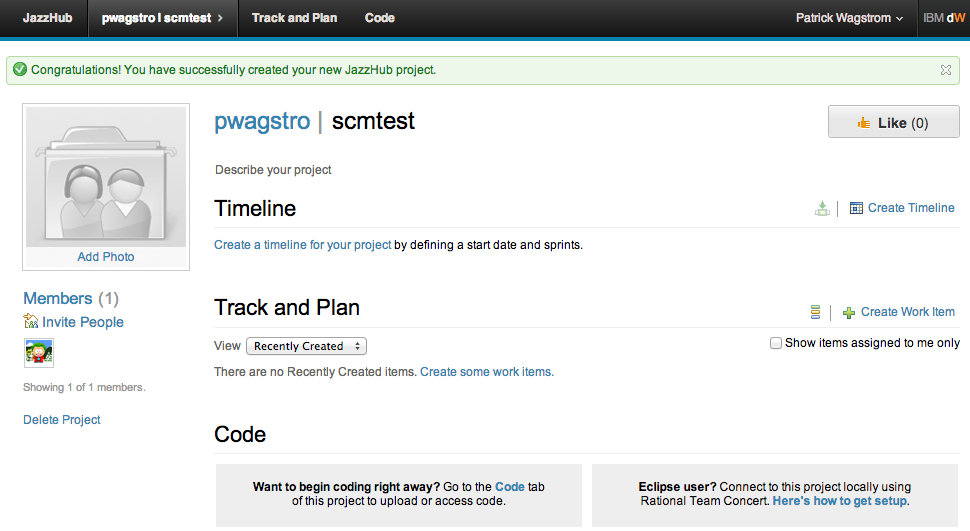 JazzHub
pwagstro | scmtest >
Track and Plan
Code
Patrick Wagstrom
IBM dW
Congratulations! You have successfully created your new JazzHub project.
pwagstro | scmtest
Like (0)
Describe your project
Add Photo
Members (1)
Invite People
Showing 1 of 1 members.
Delete Project
Timeline
Create Timeline
Create a timeline for your project by defining a start date and sprints.
Track and Plan
Create Work Item
View Recently Created
Show items assigned to me only
There are no Recently Created items. Create some work items.
Code
Want to begin coding right away? Go to the Code tab
of this project to upload or access code.
Eclipse user? Connect to this project locally using
Rational Team Concert. Here's how to get setup.